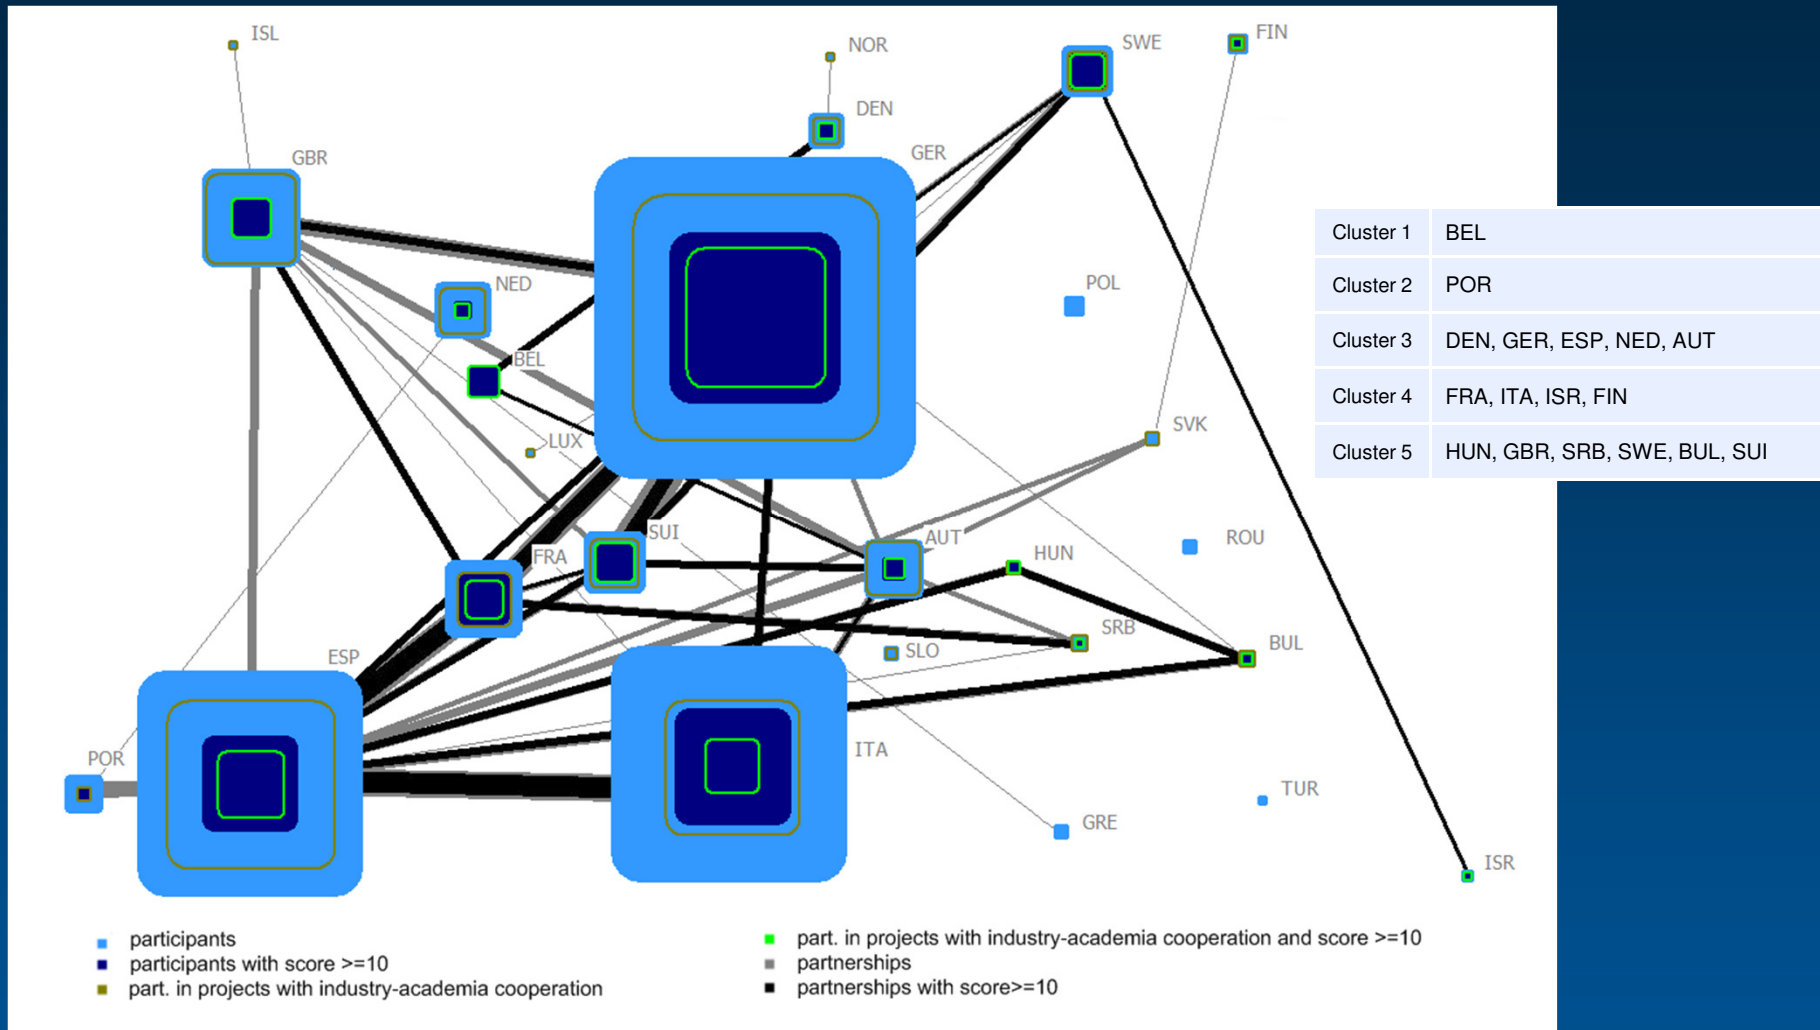 ISL
NOR
SWE
FIN
DEN
GBR
GER
NED
POL
BEL
LUX
SVK
SUI
FRA
AUT
HUN
ROU
SRB
SLO
BUL
ESP
POR
ITA
TUR
GRE
ISR
Cluster 1 BEL
Cluster 2 POR
Cluster 3 DEN, GER, ESP, NED, AUT
Cluster 4 FRA, ITA, ISR, FIN
Cluster 5 HUN, GBR, SRB, SWE, BUL, SUI
participants
participants with score >=10
part. in projects with industry-academia cooperation
part. in projects with industry-academia cooperation and score >=10
partnerships
partnerships with score>=10